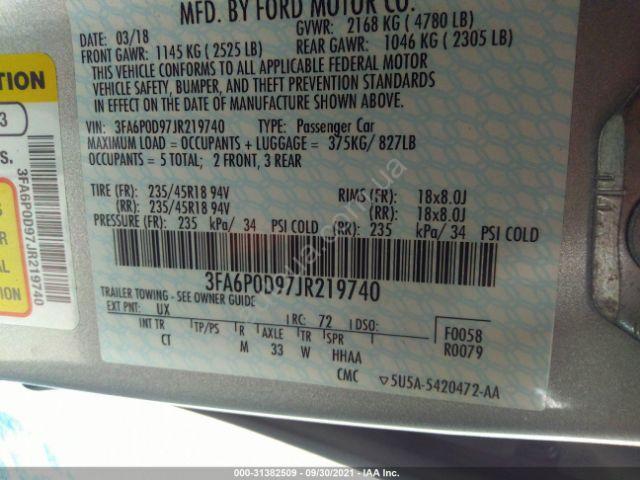 MFD. BY FORD MOTOR CO.
DATE: 03/18
GVWR: 2168 KG ( 4780 LB)
FRONT GAWR: 1145 KG ( 2525 LB)
REAR GAWR: 1046 KG ( 2305 LB)
THIS VEHICLE CONFORMS TO ALL APPLICABLE FEDERAL MOTOR
VEHICLE SAFETY, BUMPER, AND THEFT PREVENTION STANDARDS
IN EFFECT ON THE DATE OF MANUFACTURE SHOWN ABOVE.
VIN: 3FA6P0D97JR219740 TYPE: Passenger Car
MAXIMUM LOAD = OCCUPANTS + LUGGAGE = 375KG/ 827LB
OCCUPANTS = 5 TOTAL; 2 FRONT, 3 REAR
TIRE (FR): 235/45R18 94V RIMS (FR): 18x8.0J
(RR): 235/45R18 94V (RR): 18x8.0J
PRESSURE (FR): 235 kPa/ 34 PSI COLD (RR): 235 kPa/ 34 PSI COLD
3FA6P0D97JR219740
TRAILER TOWING - SEE OWNER GUIDE
EXT PNT: UX RC: 72 DSO:
INT TR TP/PS R AXLE TR SPR
CT M 33 W HHAA
CMC
F0058
R0079
5U5A-5420472-AA
TION
3
S.
3FA6P0D97JR219740
R
AL
ON
000-31382509 - 09/30/2021 - IAA Inc.